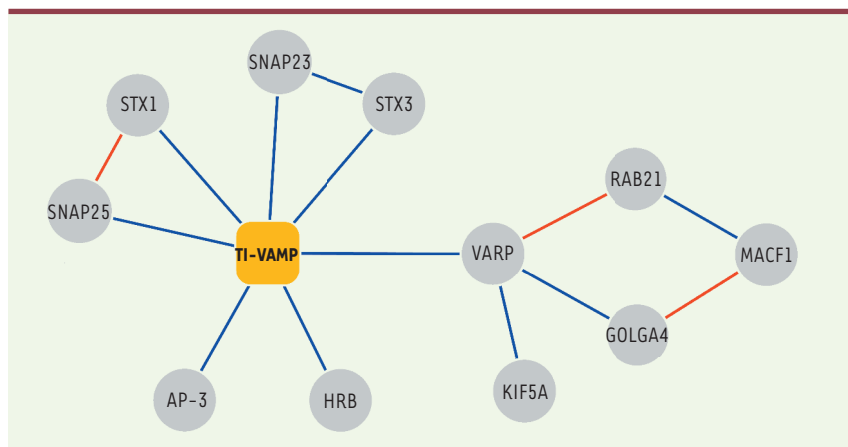 SNAP23
STX1
STX3
RAB21
SNAP25
TI-VAMP
VARP
MACF1
GOLGA4
KIF5A
AP-3
HRB